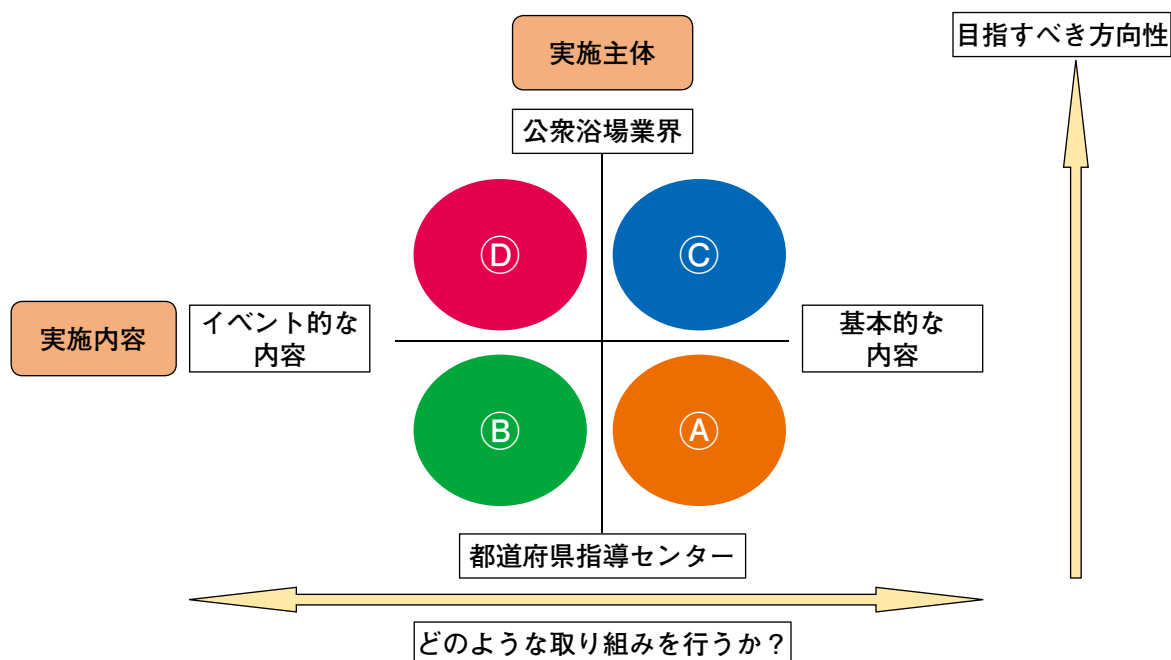 目指すべき方向性
実施主体
公衆浴場業界
Ⓓ
Ⓒ
実施内容
イベント的な
内容
基本的な
内容
Ⓑ
Ⓐ
都道府県指導センター
どのような取り組みを行うか？